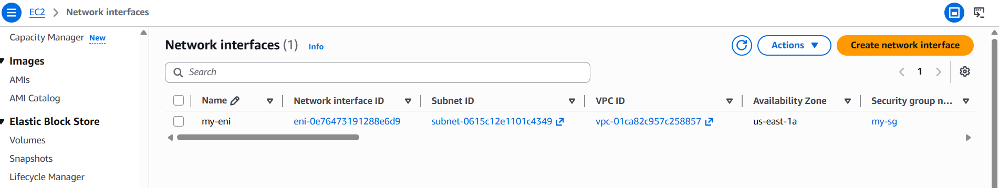 EC2 > Network interfaces
Capacity Manager New
Images
AMIs
AMI Catalog
Elastic Block Store
Volumes
Snapshots
Lifecycle Manager
Network interfaces (1) Info
Actions
Create network interface
Search
1
Name Network interface ID Subnet ID VPC ID Availability Zone Security group n...
my-eni eni-0e76473191288e6d9 subnet-0615c12e1101c4349 vpc-01ca82c957c258857 us-east-1a my-sg